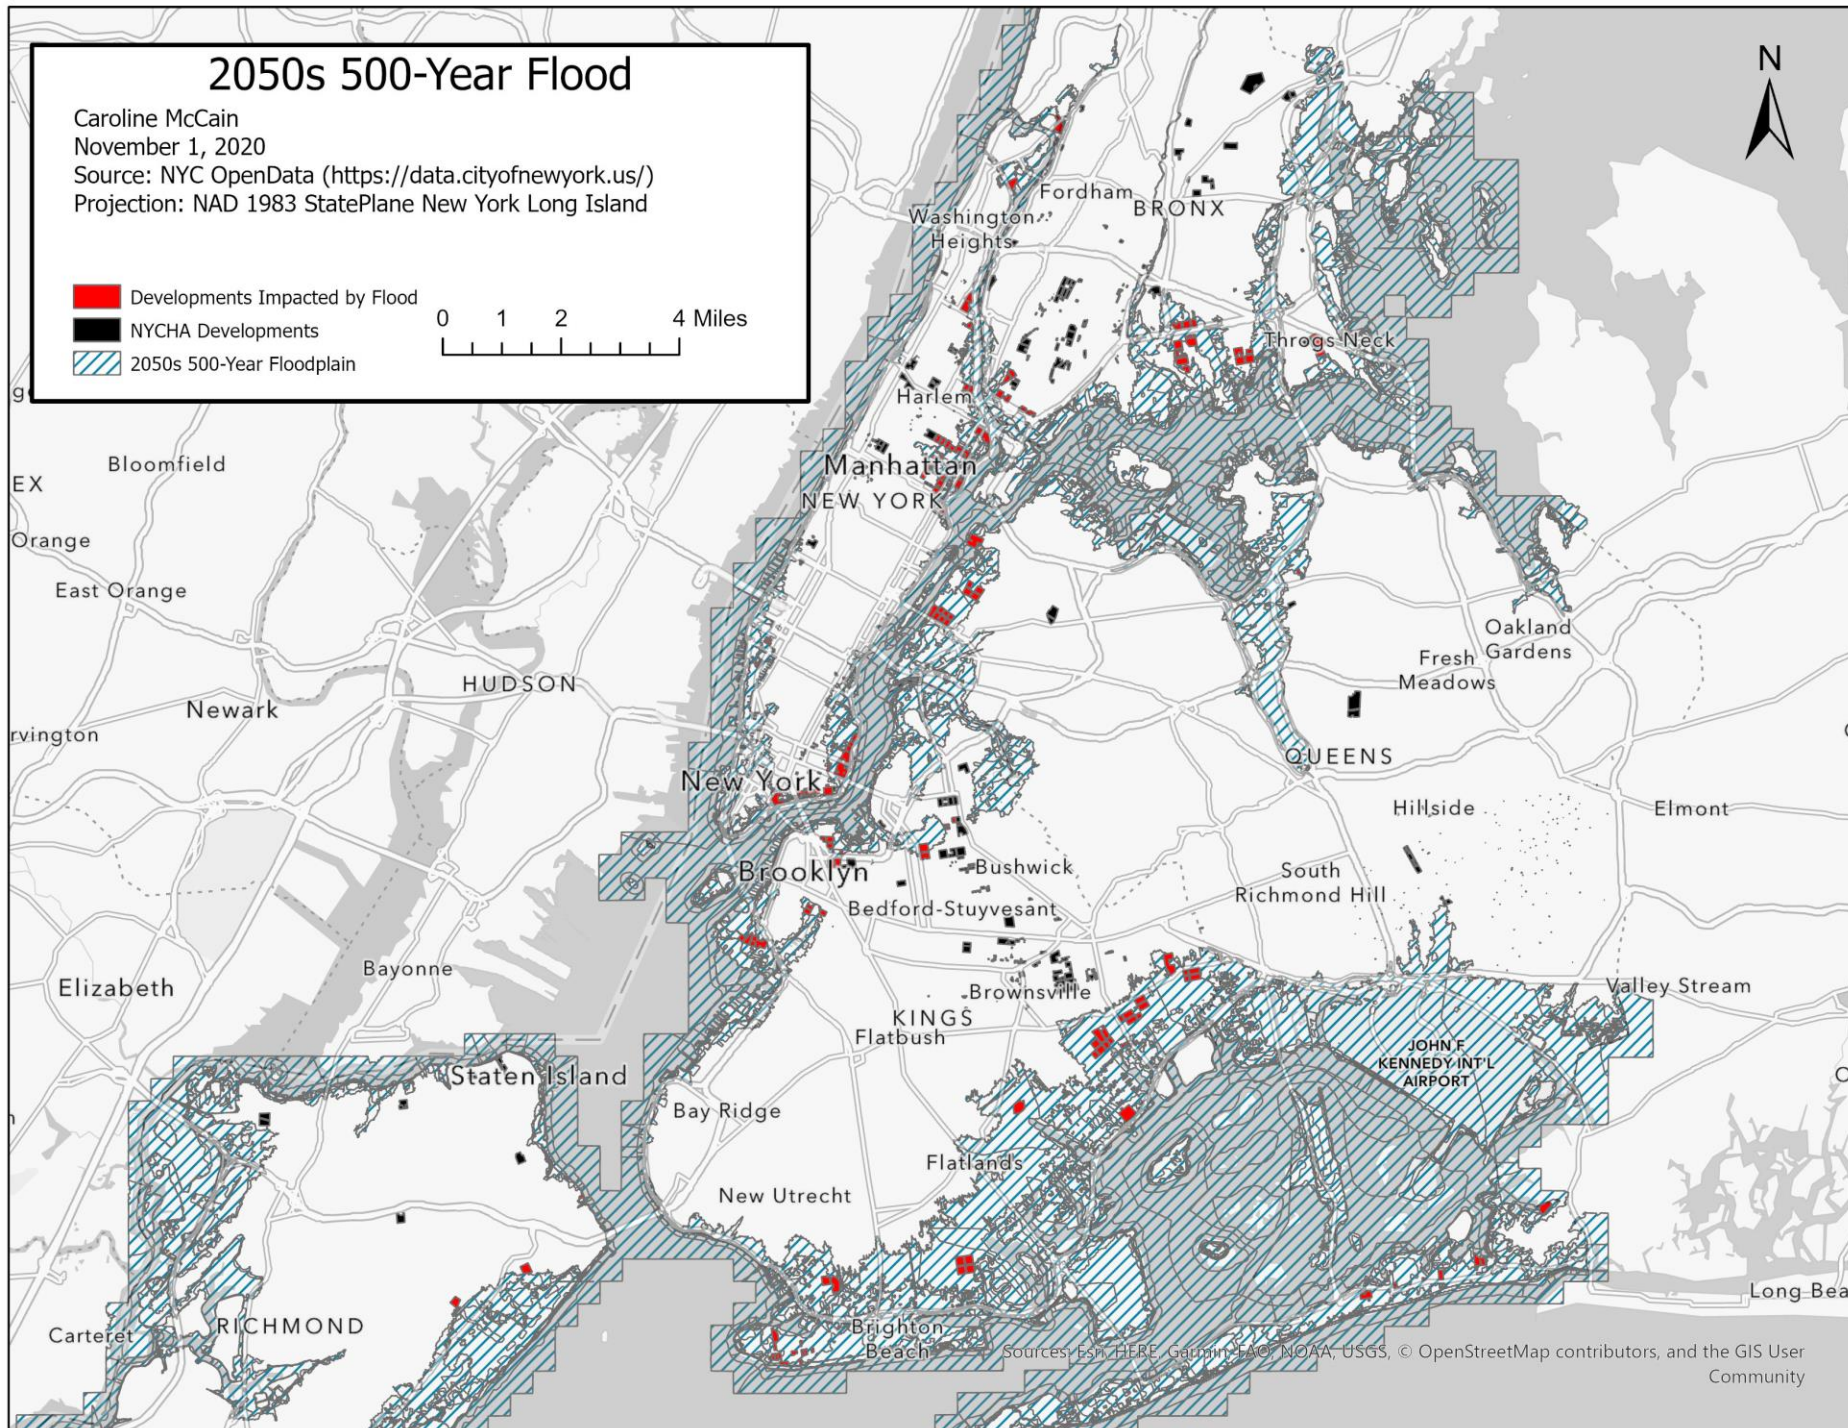 2050s 500-Year Flood
Caroline McCain
November 1, 2020
Source: NYC OpenData (https://data.cityofnewyork.us/)
Projection: NAD 1983 StatePlane New York Long Island
Developments Impacted by Flood
NYCHA Developments
2050s 500-Year Floodplain
0 1 2 4 Miles
N
Fordham
BRONX
Washington
Heights
Throgs Neck
Harlem
Manhattan
NEW YORK
Bloomfield
EX
Orange
East Orange
HUDSON
Newark
rvington
Oakland
Gardens
Fresh
Meadows
QUEENS
New York
Hillside
Elmont
Brooklyn
Bushwick
South
Richmond Hill
Bedford-Stuyvesant
Bayonne
Elizabeth
Brownsville
Valley Stream
KINGS
Flatbush
JOHN F
KENNEDY INT'L
AIRPORT
Staten Island
Bay Ridge
Flatlands
New Utrecht
Long Bea
RICHMOND
Carteret
Brighton
Beach
Sources: Esri, HERE, Garmin, FAO, NOAA, USGS, © OpenStreetMap contributors, and the GIS User
Community